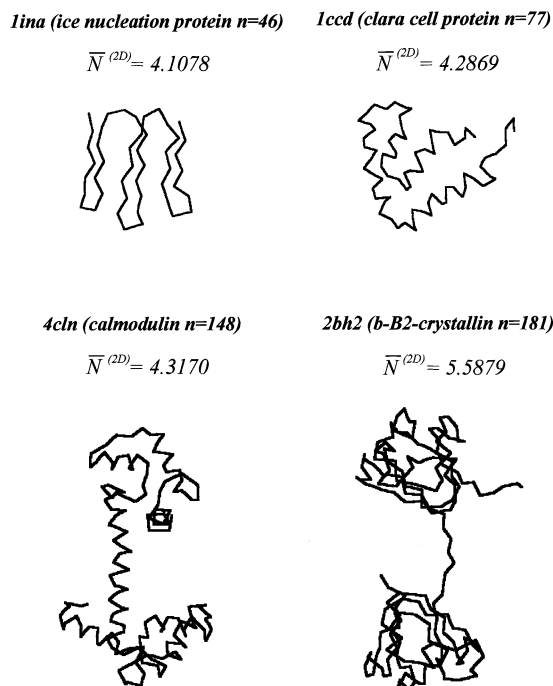 1ina (ice nucleation protein n=46)
N̅ (2D) = 4.1078
1ccd (clara cell protein n=77)
N̅ (2D) = 4.2869
4cln (calmodulin n=148)
N̅ (2D) = 4.3170
2bh2 (b-B2-crystallin n=181)
N̅ (2D) = 5.5879